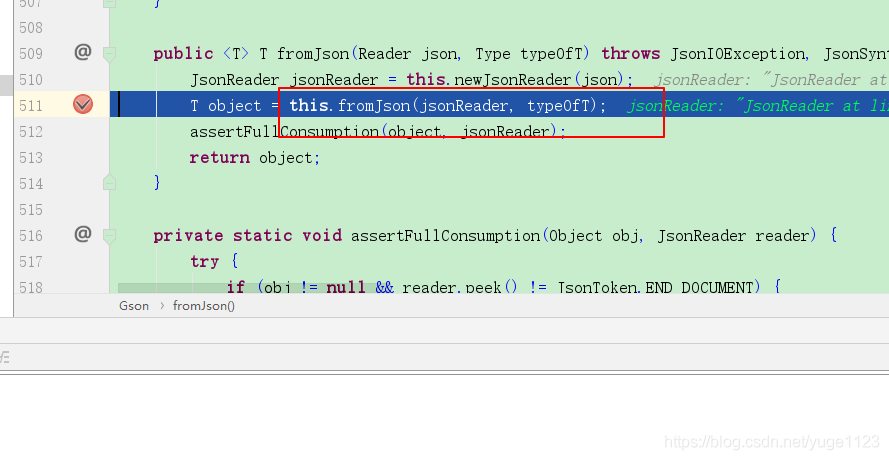 507 }
508
509 @ public <T> T fromJson(Reader json, Type typeOfT) throws JsonIOException, JsonSynt
510 JsonReader jsonReader = this.newJsonReader(json); jsonReader: "JsonReader at
511 T object = this.fromJson(jsonReader, typeOfT); jsonReader: "JsonReader at li
512 assertFullConsumption(object, jsonReader);
513 return object;
514 }
515
516 @ private static void assertFullConsumption(Object obj, JsonReader reader) {
517 try {
518 if (obj != null && reader.peek() != JsonToken.END_DOCUMENT) {
Gson › fromJson()
https://blog.csdn.net/yuge1123